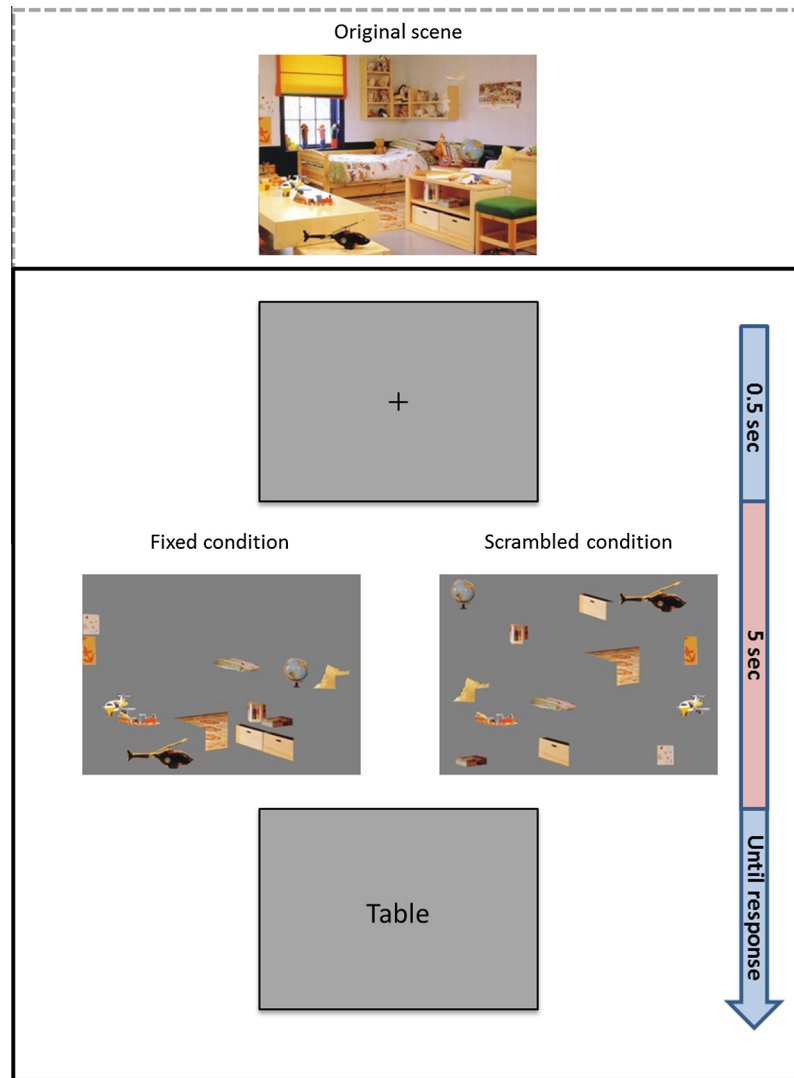 Original scene
+
0.5 sec
Fixed condition
Scrambled condition
5 sec
Table
Until response